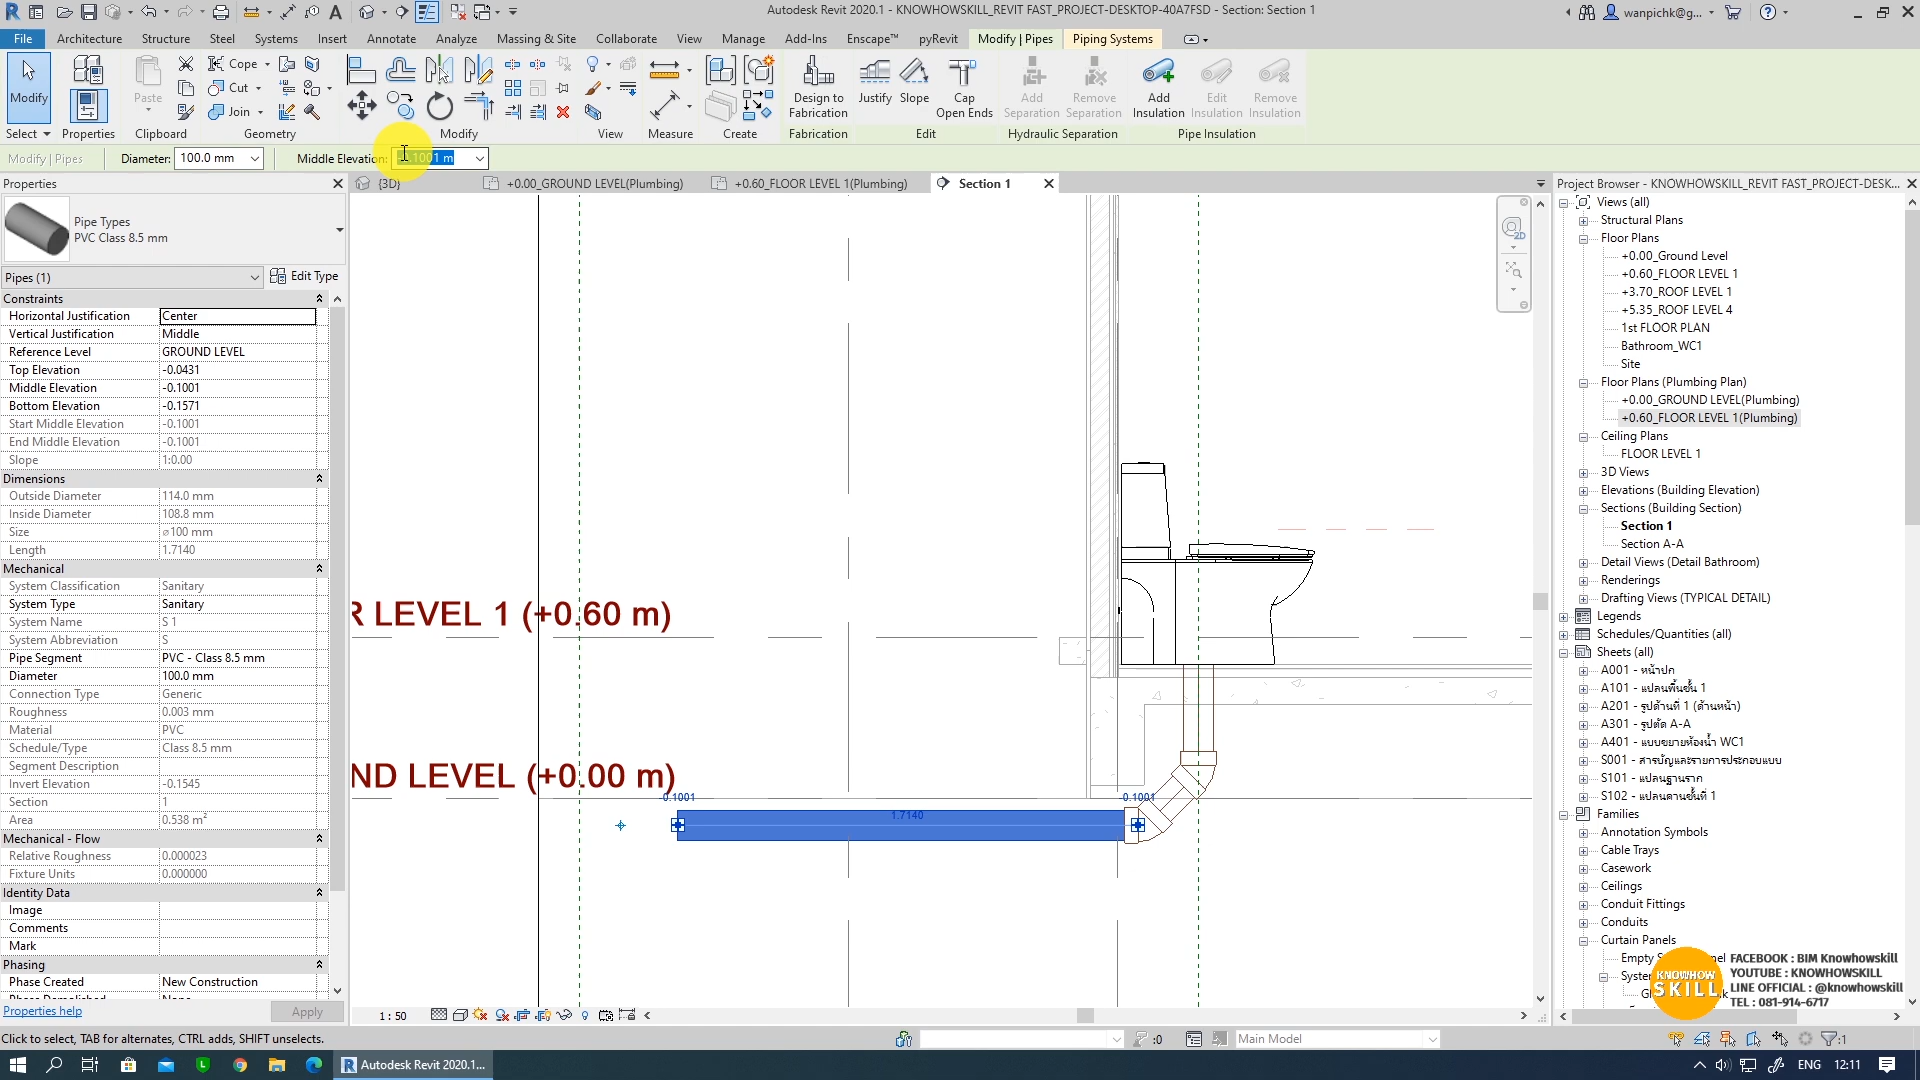 Autodesk Revit 2020.1 - KNOWHOWSKILL_REVIT FAST_PROJECT-DESKTOP-40A7FSD - Section: Section 1
wanpichk@g...
File Architecture Structure Steel Systems Insert Annotate Analyze Massing & Site Collaborate View Manage Add-Ins Enscape™ pyRevit Modify | Pipes Piping Systems
Modify
Paste
Cope
Cut
Join
Design to Fabrication
Justify
Slope
Cap Open Ends
Add Separation
Remove Separation
Add Insulation
Edit Insulation
Remove Insulation
Select Properties Clipboard Geometry Modify View Measure Create Fabrication Edit Hydraulic Separation Pipe Insulation
Modify | Pipes Diameter: 100.0 mm Middle Elevation: 1001 m
Properties
{3D}
+0.00_GROUND LEVEL(Plumbing)
+0.60_FLOOR LEVEL 1(Plumbing)
Section 1
Pipe Types
PVC Class 8.5 mm
Pipes (1)
Edit Type
Constraints
Horizontal Justification Center
Vertical Justification Middle
Reference Level GROUND LEVEL
Top Elevation -0.0431
Middle Elevation -0.1001
Bottom Elevation -0.1571
Start Middle Elevation -0.1001
End Middle Elevation -0.1001
Slope 1:0.00
Dimensions
Outside Diameter 114.0 mm
Inside Diameter 108.8 mm
Size ø100 mm
Length 1.7140
Mechanical
System Classification Sanitary
System Type Sanitary
System Name S 1
System Abbreviation S
Pipe Segment PVC - Class 8.5 mm
Diameter 100.0 mm
Connection Type Generic
Roughness 0.003 mm
Material PVC
Schedule/Type Class 8.5 mm
Segment Description
Invert Elevation -0.1545
Section 1
Area 0.538 m²
Mechanical - Flow
Relative Roughness 0.000023
Fixture Units 0.000000
Identity Data
Image
Comments
Mark
Phasing
Phase Created New Construction
Properties help
Apply
R LEVEL 1 (+0.60 m)
ND LEVEL (+0.00 m)
-0.1001
-0.1001
1.7140
2D
1 : 50
Project Browser - KNOWHOWSKILL_REVIT FAST_PROJECT-DESK...
Views (all)
Structural Plans
Floor Plans
+0.00_Ground Level
+0.60_FLOOR LEVEL 1
+3.70_ROOF LEVEL 1
+5.35_ROOF LEVEL 4
1st FLOOR PLAN
Bathroom_WC1
Site
Floor Plans (Plumbing Plan)
+0.00_GROUND LEVEL(Plumbing)
+0.60_FLOOR LEVEL 1(Plumbing)
Ceiling Plans
FLOOR LEVEL 1
3D Views
Elevations (Building Elevation)
Sections (Building Section)
Section 1
Section A-A
Detail Views (Detail Bathroom)
Renderings
Drafting Views (TYPICAL DETAIL)
Legends
Schedules/Quantities (all)
Sheets (all)
A001 - หน้าปก
A101 - แปลนพื้นชั้น 1
A201 - รูปด้านที่ 1 (ด้านหน้า)
A301 - รูปตัด A-A
A401 - แบบขยายห้องน้ำ WC1
S001 - สารบัญและรายการประกอบแบบ
S101 - แปลนฐานราก
S102 - แปลนคานชั้นที่ 1
Families
Annotation Symbols
Cable Trays
Casework
Ceilings
Conduit Fittings
Conduits
Curtain Panels
KNOWHOW
SKILL
FACEBOOK : BIM Knowhowskill
YOUTUBE : KNOWHOWSKILL
LINE OFFICIAL : @knowhowskill
TEL : 081-914-6717
Click to select, TAB for alternates, CTRL adds, SHIFT unselects.
:0
Main Model
:1
Autodesk Revit 2020.1...
ENG 12:11